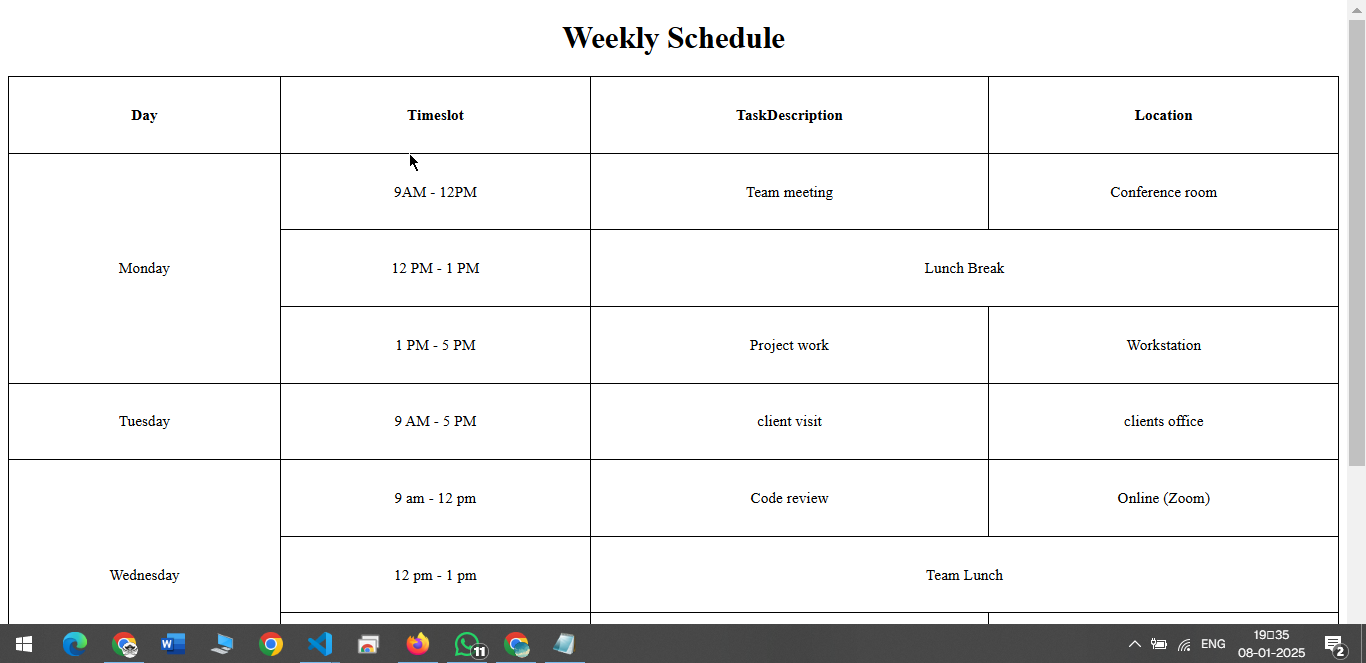 Weekly Schedule
Day Timeslot TaskDescription Location
Monday 9AM - 12PM Team meeting Conference room
12 PM - 1 PM Lunch Break
1 PM - 5 PM Project work Workstation
Tuesday 9 AM - 5 PM client visit clients office
Wednesday 9 am - 12 pm Code review Online (Zoom)
12 pm - 1 pm Team Lunch
W 11 ENG 19▯35 2
08-01-2025